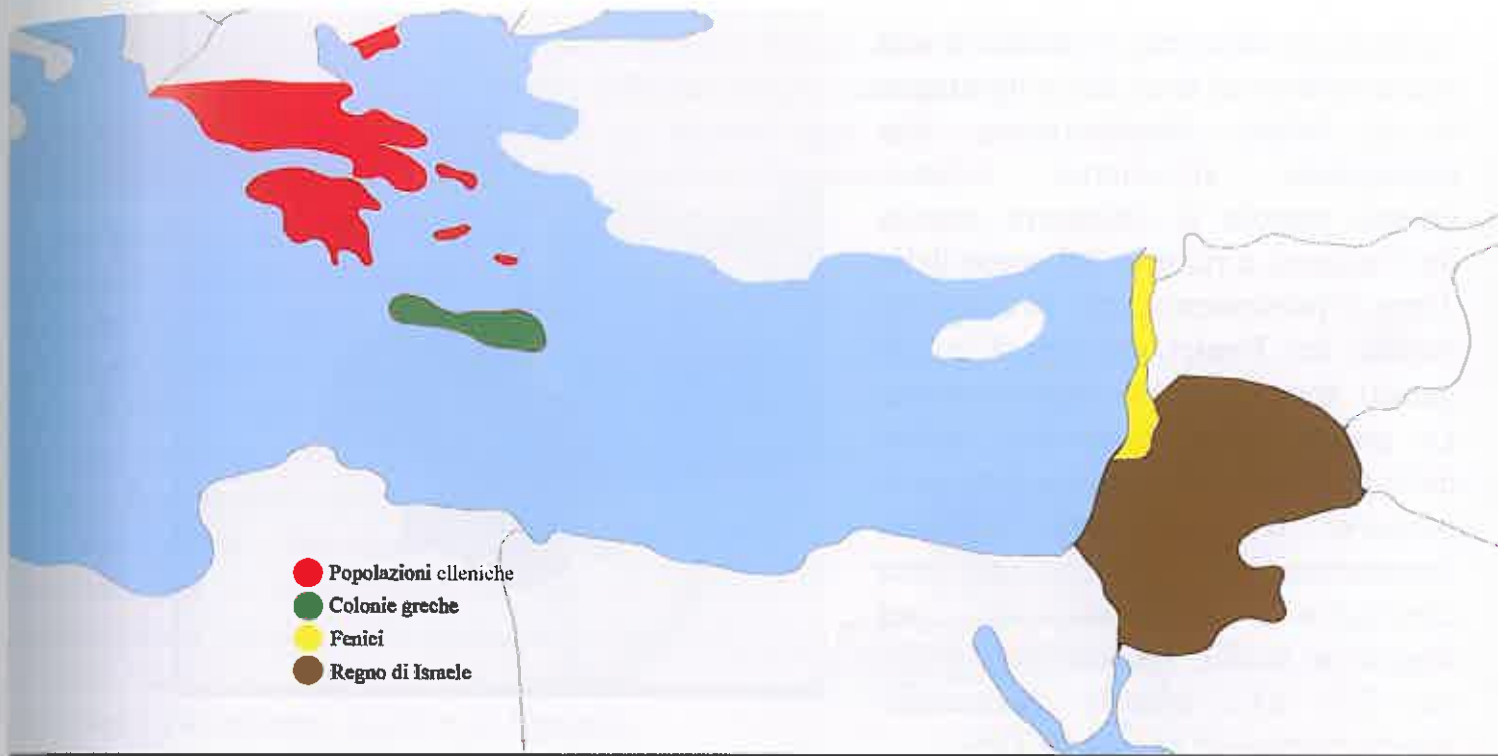 Popolazioni elleniche
Colonie greche
Fenici
Regno di Israele